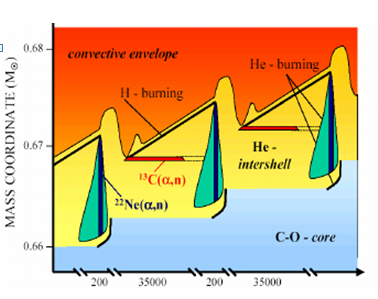 MASS COORDINATE (M⊙)
0.68
0.67
0.66
convective envelope
He - burning
H - burning
¹³C(α,n)
He -
intershell
²²Ne(α,n)
C-O - core
200
35000
200
35000